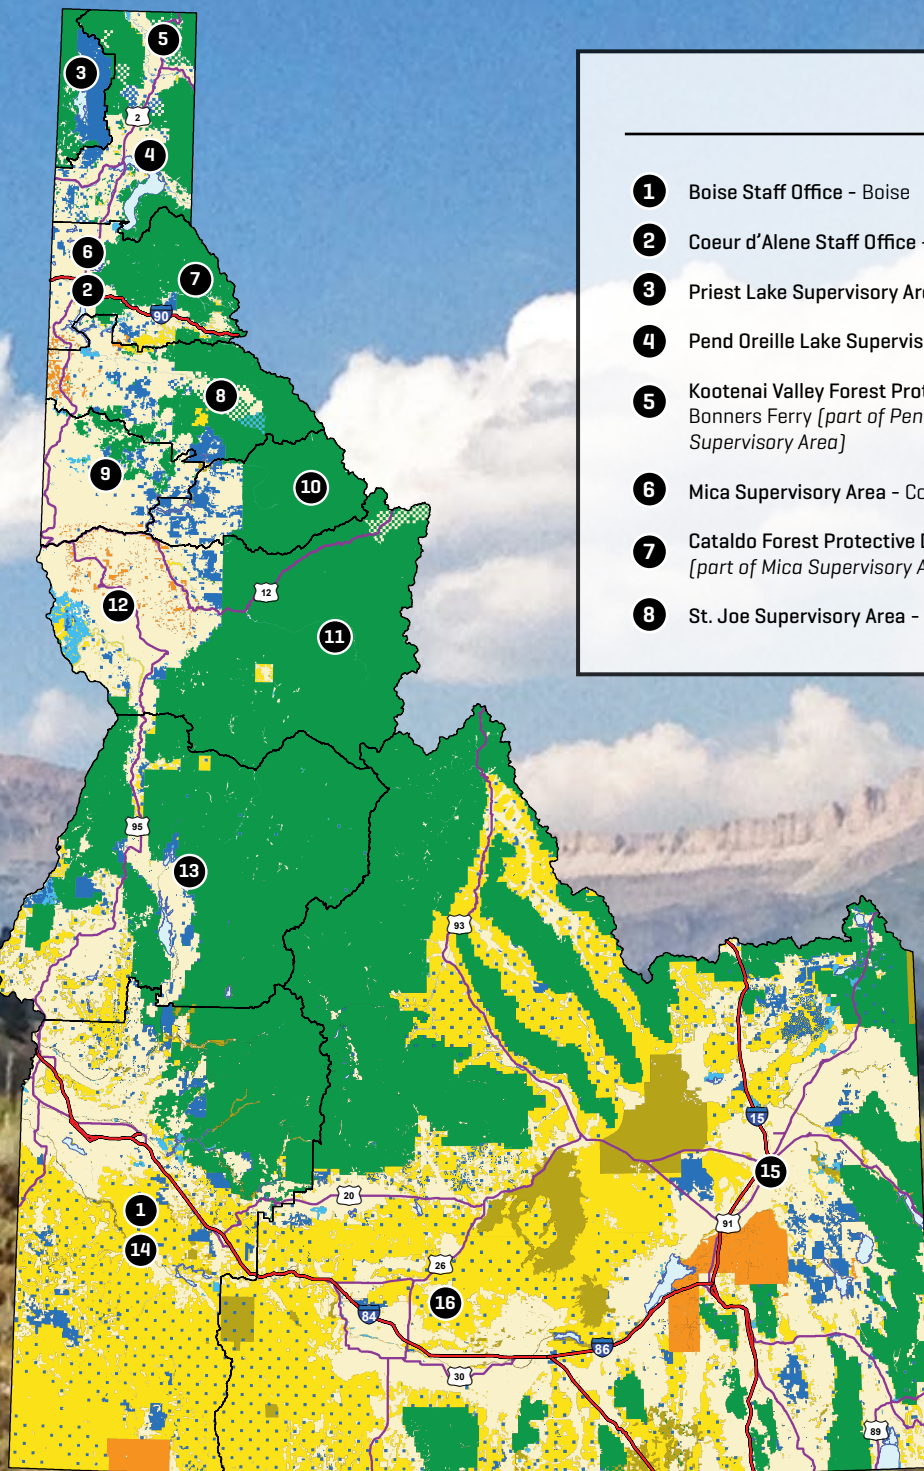 5
3
2
4
6
7
2
90
8
9
10
12
12
11
95
13
93
15
15
1
20
91
14
26
16
84
86
30
89
1 Boise Staff Office - Boise
2 Coeur d'Alene Staff Office -
3 Priest Lake Supervisory Are
4 Pend Oreille Lake Supervis
5 Kootenai Valley Forest Prot
Bonners Ferry [part of Pen
Supervisory Area]
6 Mica Supervisory Area - Co
7 Cataldo Forest Protective D
[part of Mica Supervisory A
8 St. Joe Supervisory Area -